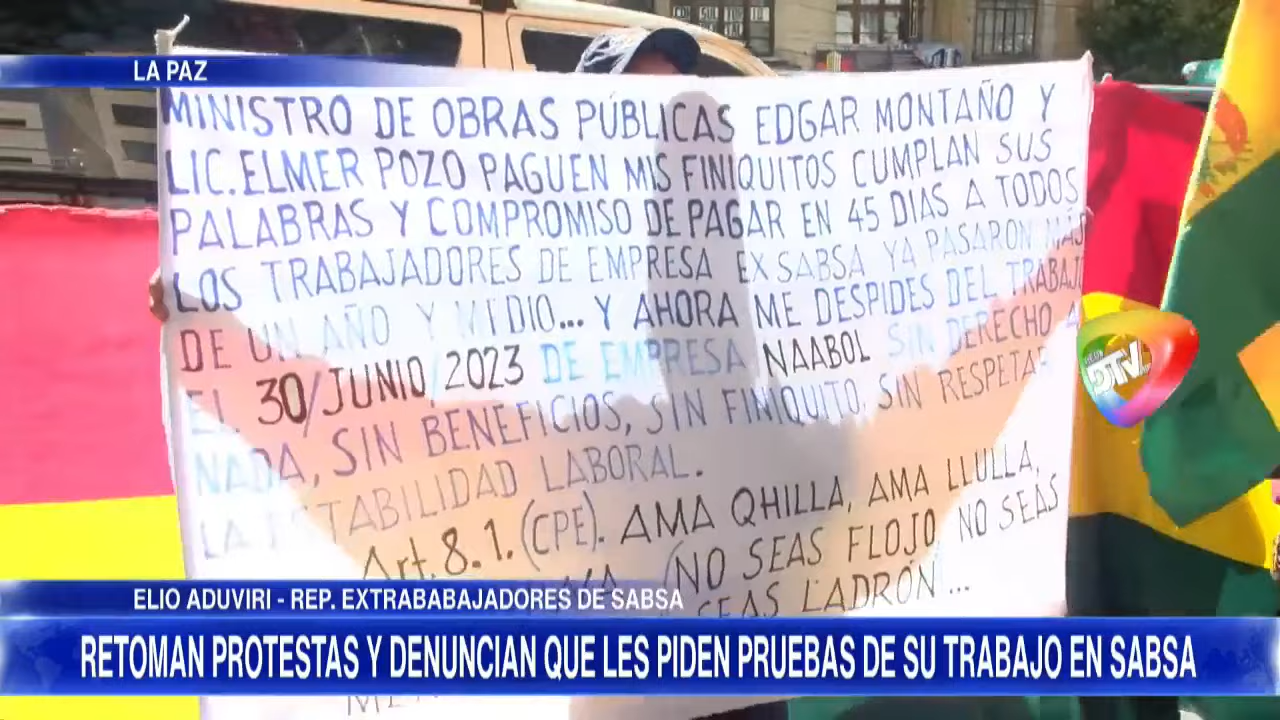 CONSULTORIO
LA PAZ
MINISTRO DE OBRAS PÚBLICAS EDGAR MONTAÑO Y
LIC. ELMER POZO PAGUEN MIS FINIQUITOS CUMPLAN SUS
PALABRAS Y COMPROMISO DE PAGAR EN 45 DIAS A TODOS
LOS TRABAJADORES DE EMPRESA EX SABSA YA PASARON MÁS
DE UN AÑO Y MEDIO... Y AHORA ME DESPIDES DEL TRABAJO
EL 30/JUNIO/2023 DE EMPRESA NAABOL SIN DERECHO A
NADA, SIN BENEFICIOS, SIN FINIQUITO, SIN RESPETAR
LA ESTABILIDAD LABORAL.
Art. 8.1. (CPE). AMA QHILLA, AMA LLULLA,
(NO SEAS FLOJO, NO SEAS
SEAS LADRÓN...
DTV
ELIO ADUVIRI - REP. EXTRABABAJADORES DE SABSA
RETOMAN PROTESTAS Y DENUNCIAN QUE LES PIDEN PRUEBAS DE SU TRABAJO EN SABSA